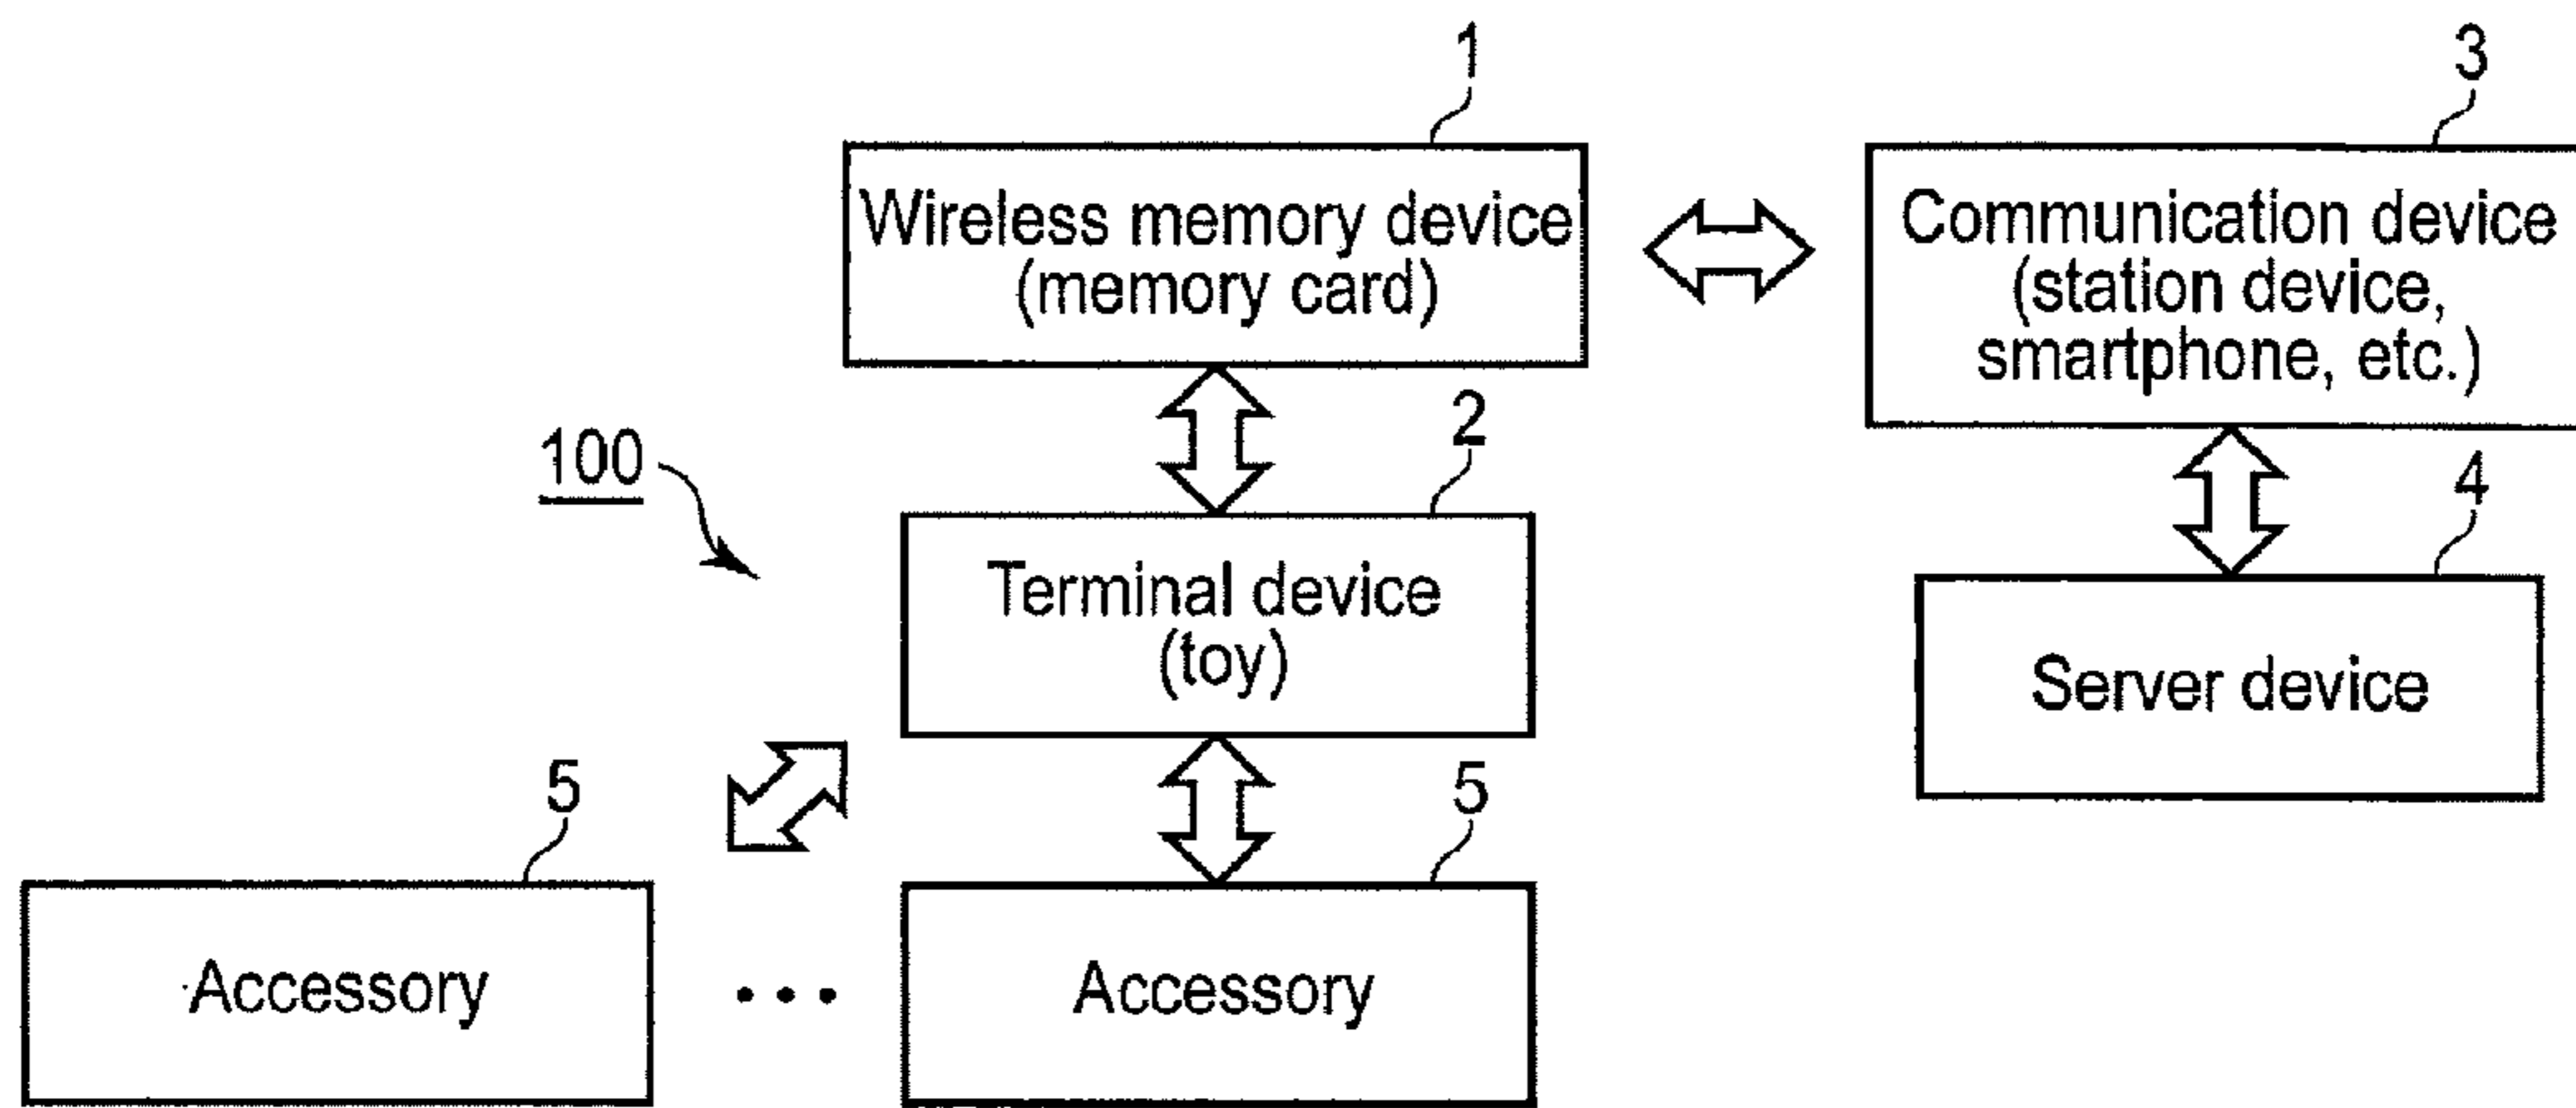 1
3
Wireless memory device
(memory card)
Communication device
(station device,
smartphone, etc.)
2
100
4
Terminal device
(toy)
Server device
5
5
Accessory
...
Accessory